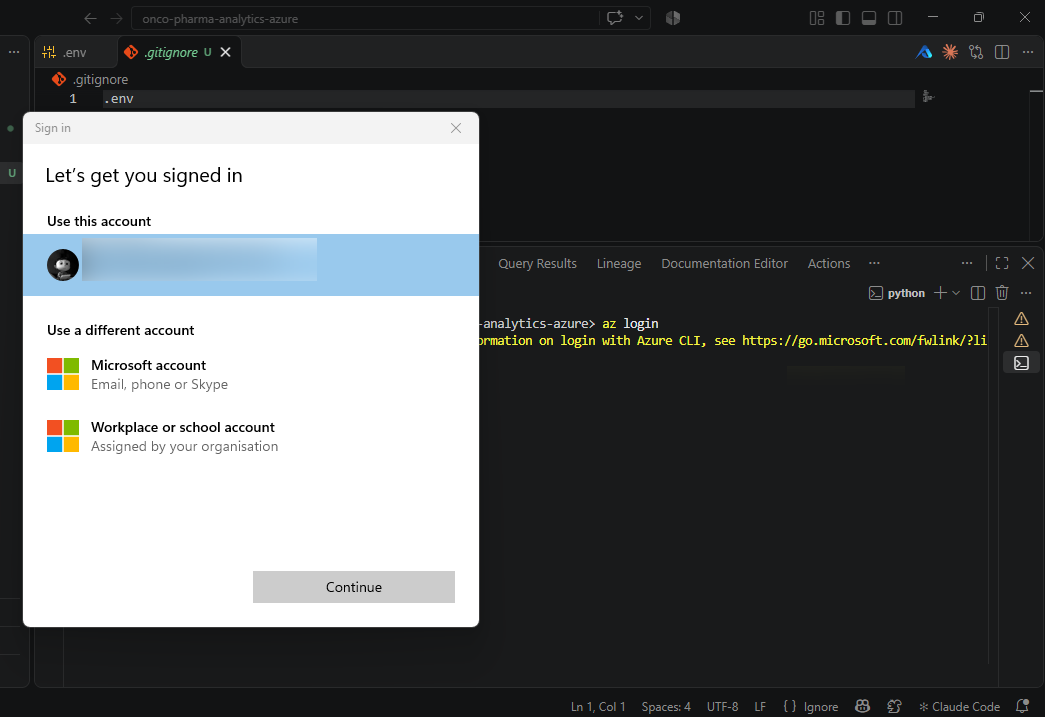 onco-pharma-analytics-azure
.env
.gitignore U
.gitignore
1 .env
Sign in
Let’s get you signed in
Use this account
Use a different account
Microsoft account
Email, phone or Skype
Workplace or school account
Assigned by your organisation
Continue
U
Query Results Lineage Documentation Editor Actions
python
-analytics-azure> az login
ormation on login with Azure CLI, see https://go.microsoft.com/fwlink/?li
Ln 1, Col 1 Spaces: 4 UTF-8 LF { } Ignore Claude Code